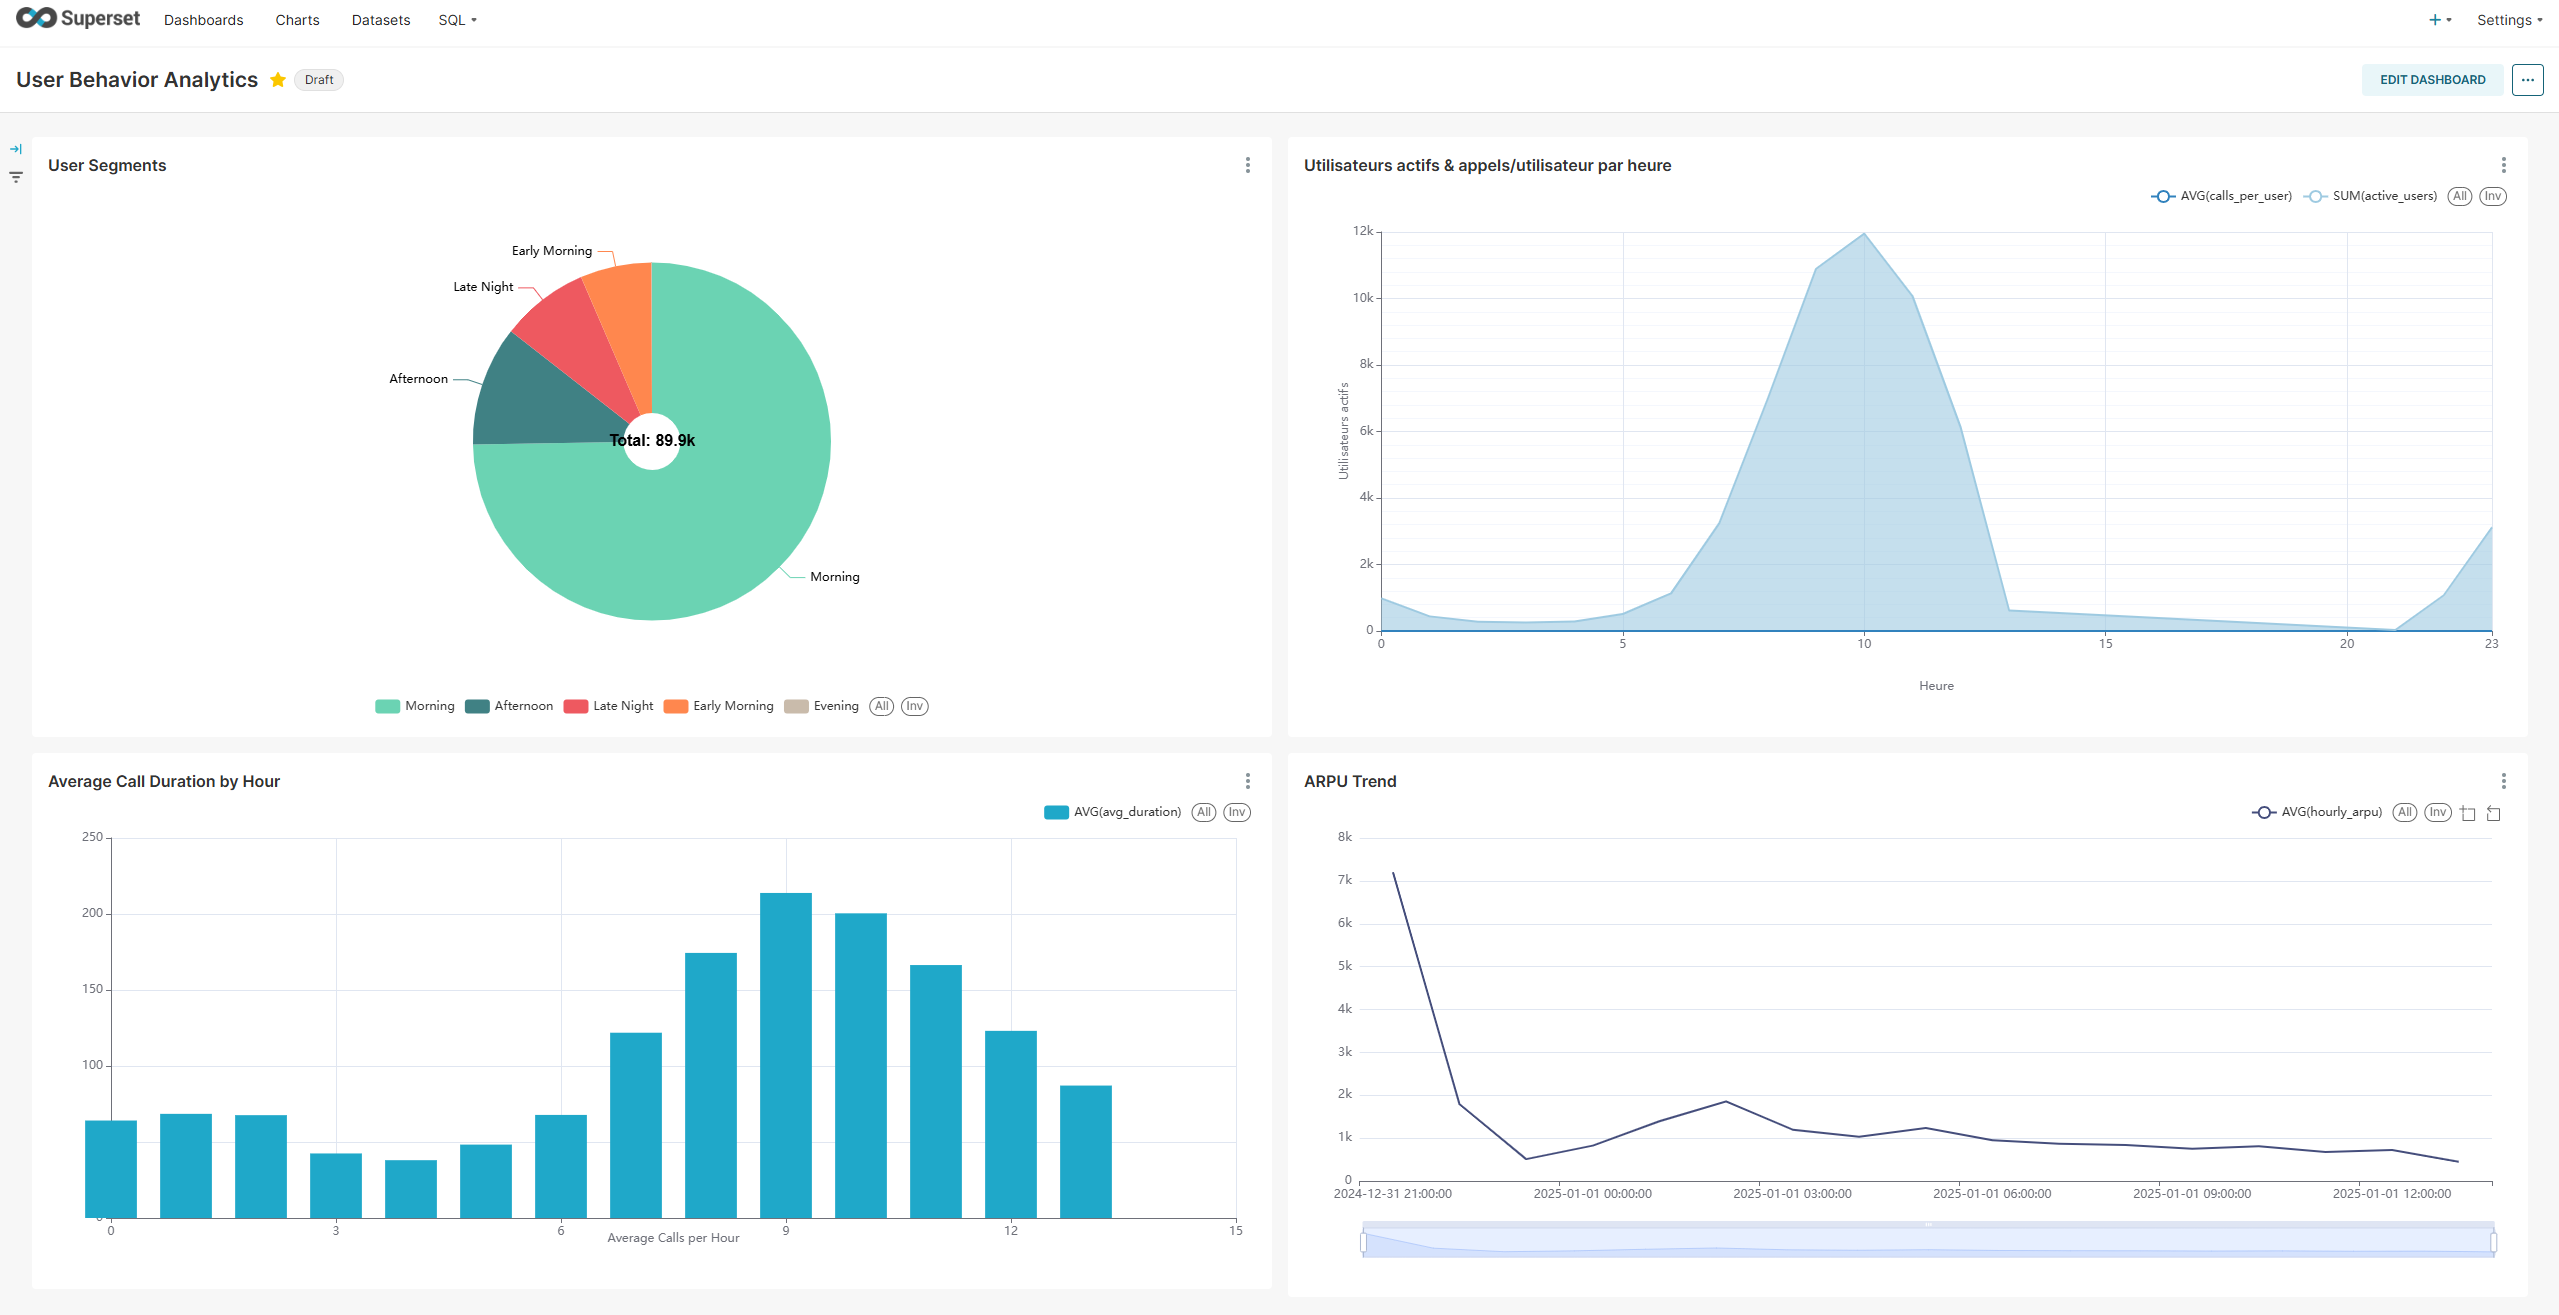 Superset Dashboards Charts Datasets SQL + Settings
User Behavior Analytics Draft EDIT DASHBOARD ...
User Segments
Early Morning
Late Night
Afternoon
Total: 89.9k
Morning
Morning Afternoon Late Night Early Morning Evening All Inv
Utilisateurs actifs & appels/utilisateur par heure
AVG(calls_per_user) SUM(active_users) All Inv
12k
10k
8k
6k
4k
2k
0
Utilisateurs actifs
0 5 10 15 20 23
Heure
Average Call Duration by Hour
AVG(avg_duration) All Inv
250
200
150
100
0 3 6 9 12 15
Average Calls per Hour
ARPU Trend
AVG(hourly_arpu) All Inv
8k
7k
6k
5k
4k
3k
2k
1k
0
2024-12-31 21:00:00 2025-01-01 00:00:00 2025-01-01 03:00:00 2025-01-01 06:00:00 2025-01-01 09:00:00 2025-01-01 12:00:00